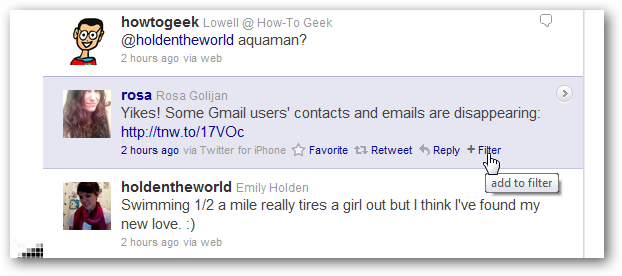 howtogeek Lowell @ How-To Geek
@holdentheworld aquaman?
2 hours ago via web
rosa Rosa Golijan
Yikes! Some Gmail users' contacts and emails are disappearing:
http://tnw.to/17VOc
2 hours ago via Twitter for iPhone Favorite Retweet Reply + Filter
add to filter
holdentheworld Emily Holden
Swimming 1/2 a mile really tires a girl out but I think I've found my
new love. :)
2 hours ago via web